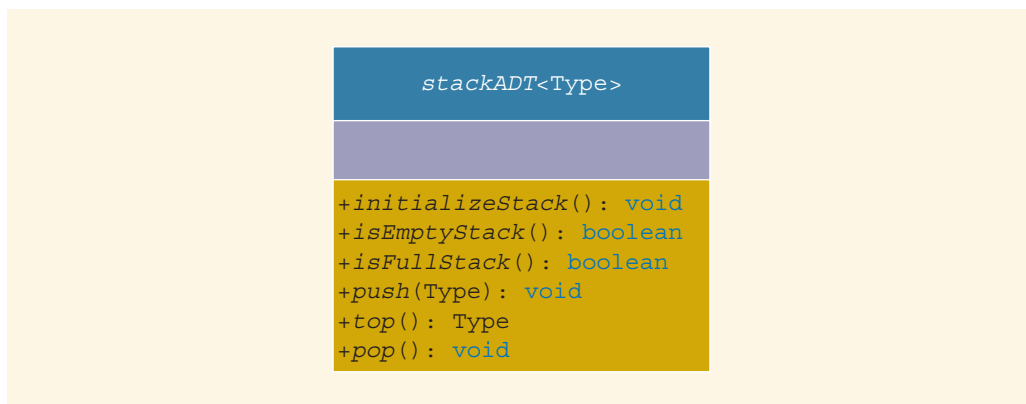 stackADT<Type>
+initializeStack(): void
+isEmptyStack(): boolean
+isFullStack(): boolean
+push(Type): void
+top(): Type
+pop(): void